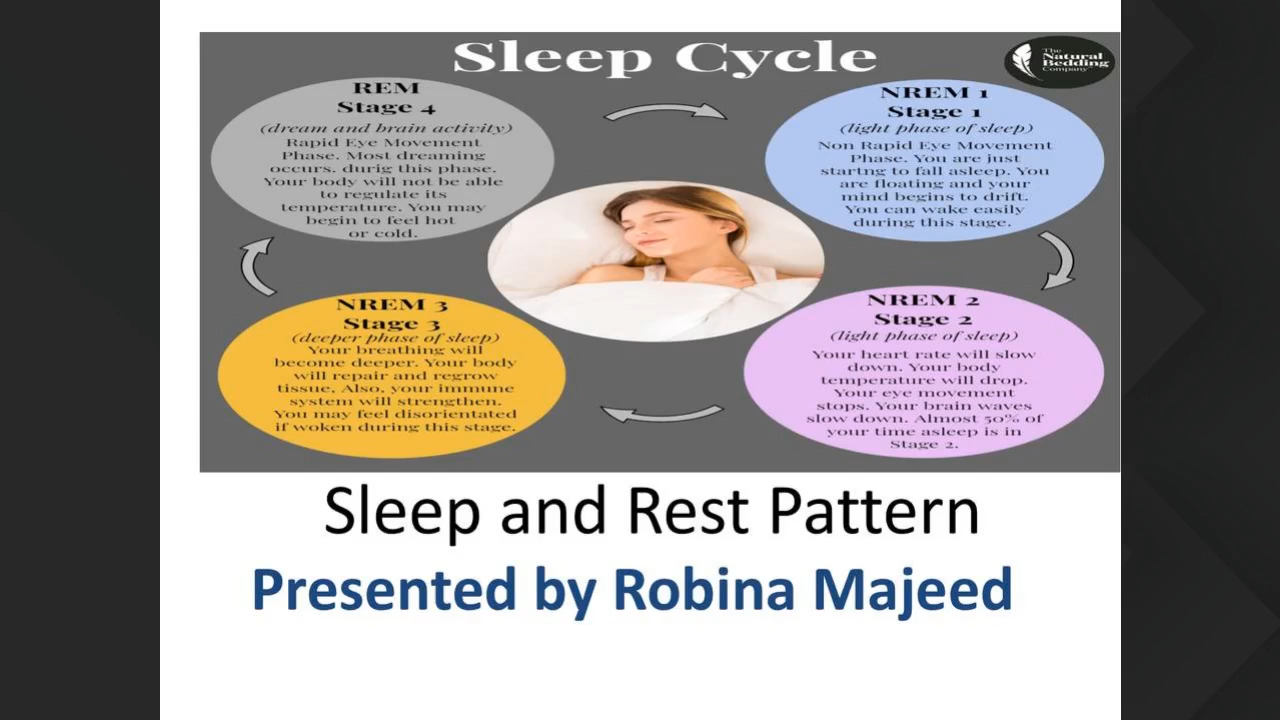 Sleep Cycle
The
Natural
Bedding
Company
REM
Stage 4
(dream and brain activity)
Rapid Eye Movement
Phase. Most dreaming
occurs. durig this phase.
Your body will not be able
to regulate its
temperature. You may
begin to feel hot
or cold.
NREM 1
Stage 1
(light phase of sleep)
Non Rapid Eye Movement
Phase. You are just
startng to fall asleep. You
are floating and your
mind begins to drift.
You can wake easily
during this stage.
NREM 3
Stage 3
(deeper phase of sleep)
Your breathing will
become deeper. Your body
will repair and regrow
tissue, Also, your immune
system will strengthen.
You may feel disorientated
if woken during this stage.
NREM 2
Stage 2
(light phase of sleep)
Your heart rate will slow
down. Your body
temperature will drop.
Your eye movement
stops. Your brain waves
slow down. Almost 50% of
your time asleep is in
Stage 2.
Sleep and Rest Pattern
Presented by Robina Majeed